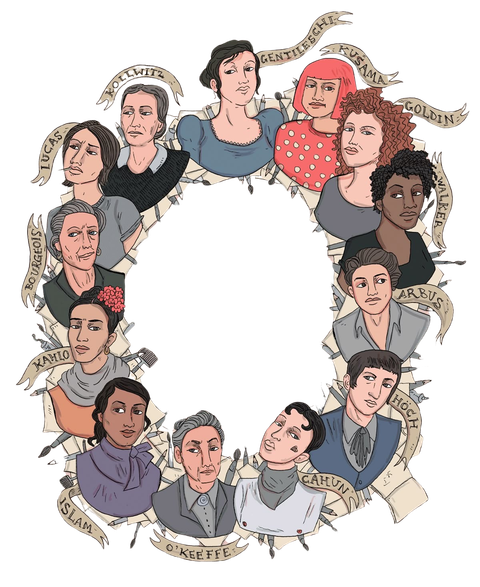 GENTILESCHI
KUSAMA
GOLDIN
WALKER
ARBUS
HÖCH
CAHUN
O'KEEFFE
ISLAM
KAHLO
BOURGEOIS
LUCAS
KOLLWITZ